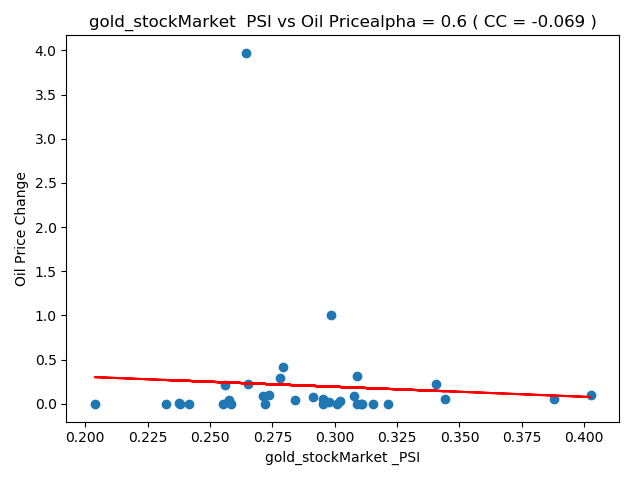 gold_stockMarket  PSI vs Oil Pricealpha = 0.6 ( CC = -0.069 )
4.0
3.5
3.0
2.5
2.0
1.5
1.0
0.5
0.0
Oil Price Change
0.200 0.225 0.250 0.275 0.300 0.325 0.350 0.375 0.400
gold_stockMarket _PSI